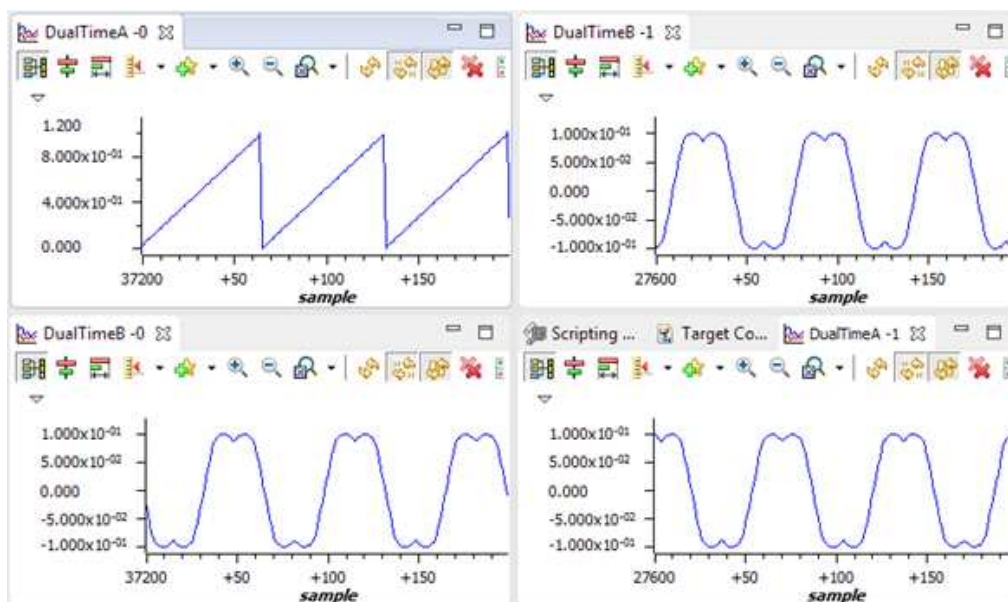 DualTimeA -0
1.200
8.000x10⁻⁰¹
4.000x10⁻⁰¹
0.000
37200 +50 +100 +150
sample
DualTimeB -1
1.000x10⁻⁰¹
5.000x10⁻⁰²
0.000
-5.000x10⁻⁰²
-1.000x10⁻⁰¹
27600 +50 +100 +150
sample
DualTimeB -0
1.000x10⁻⁰¹
5.000x10⁻⁰²
0.000
-5.000x10⁻⁰²
-1.000x10⁻⁰¹
37200 +50 +100 +150
sample
Scripting ... Target Co... DualTimeA -1
1.000x10⁻⁰¹
5.000x10⁻⁰²
0.000
-5.000x10⁻⁰²
-1.000x10⁻⁰¹
27600 +50 +100 +150
sample